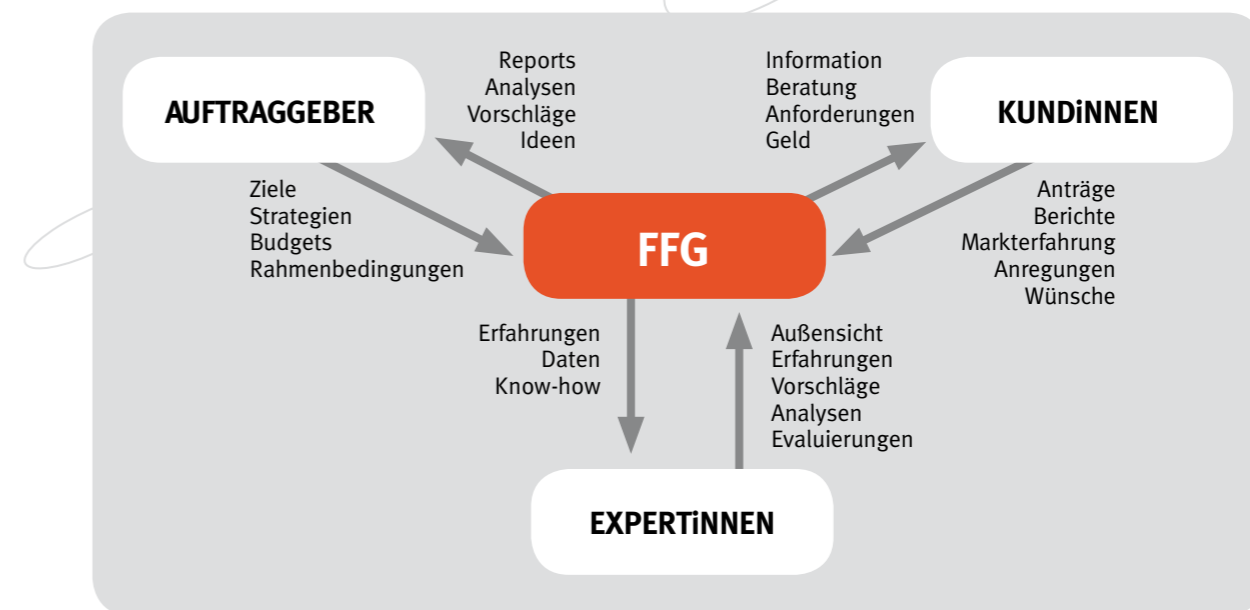 AUFTRAGGEBER
Reports
Analysen
Vorschläge
Ideen
Information
Beratung
Anforderungen
Geld
KUNDiNNEN
Ziele
Strategien
Budgets
Rahmenbedingungen
FFG
Anträge
Berichte
Markterfahrung
Anregungen
Wünsche
Erfahrungen
Daten
Know-how
Außensicht
Erfahrungen
Vorschläge
Analysen
Evaluierungen
EXPERTiNNEN